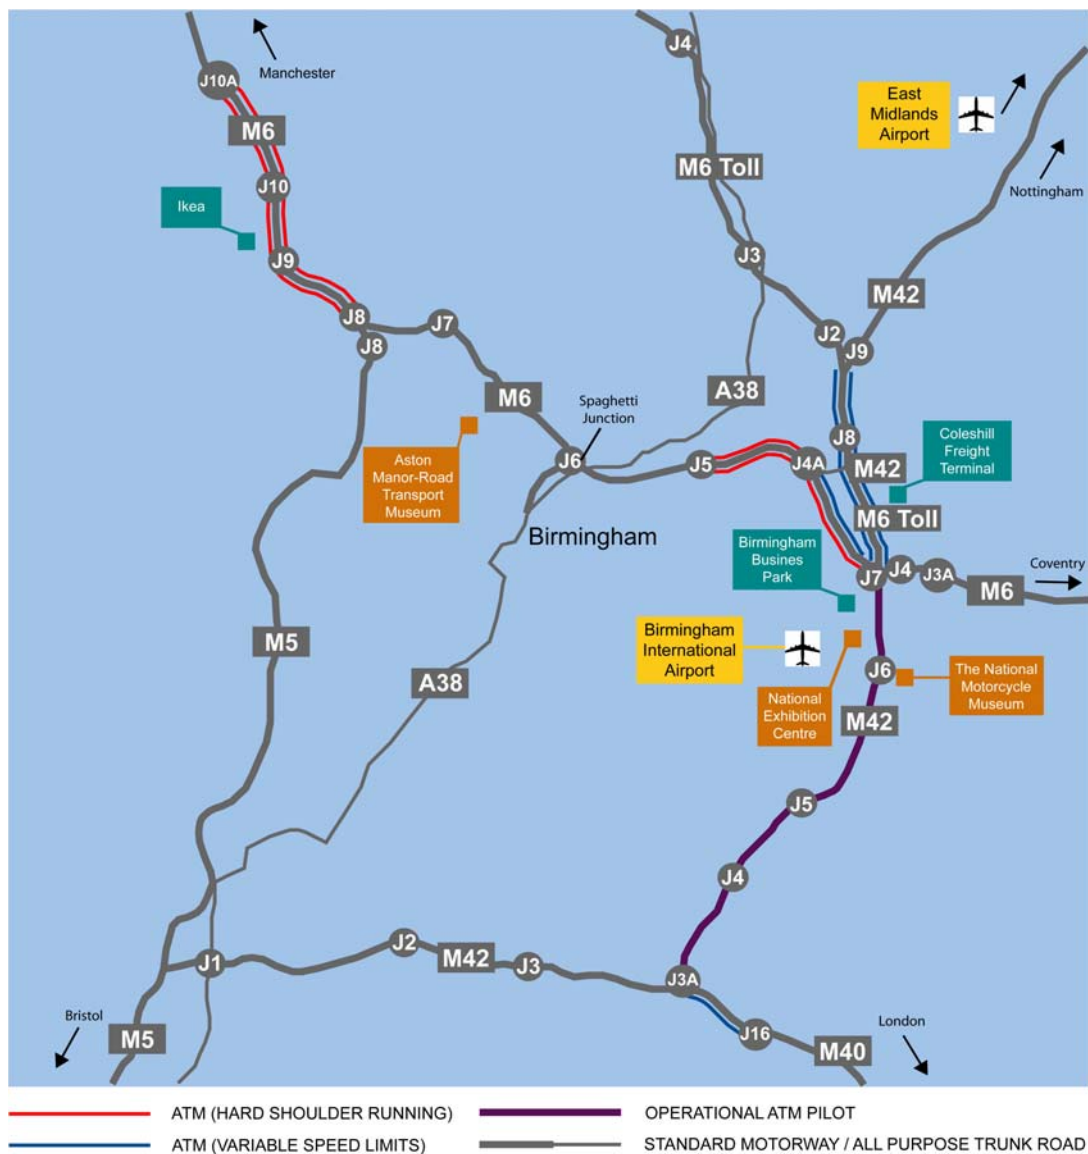 J4
J10A
Manchester
East
Midlands
Airport
M6
M6 Toll
J10
Nottingham
Ikea
J3
J9
M42
J8
J7
J2
J9
J8
M6
A38
Spaghetti
Junction
J8
Coleshill
Freight
Terminal
Aston
Manor-Road
Transport
Museum
J6
J5
J4A
M42
M6 Toll
Birmingham
Birmingham
Busines
Park
J7
J4
J3A
M6
Coventry
M5
Birmingham
International
Airport
J6
The National
Motorcycle
Museum
A38
National
Exhibition
Centre
M42
J5
J4
J1
J2
M42
J3
J3A
Bristol
M5
J16
M40
London
ATM (HARD SHOULDER RUNNING)
OPERATIONAL ATM PILOT
ATM (VARIABLE SPEED LIMITS)
STANDARD MOTORWAY / ALL PURPOSE TRUNK ROAD